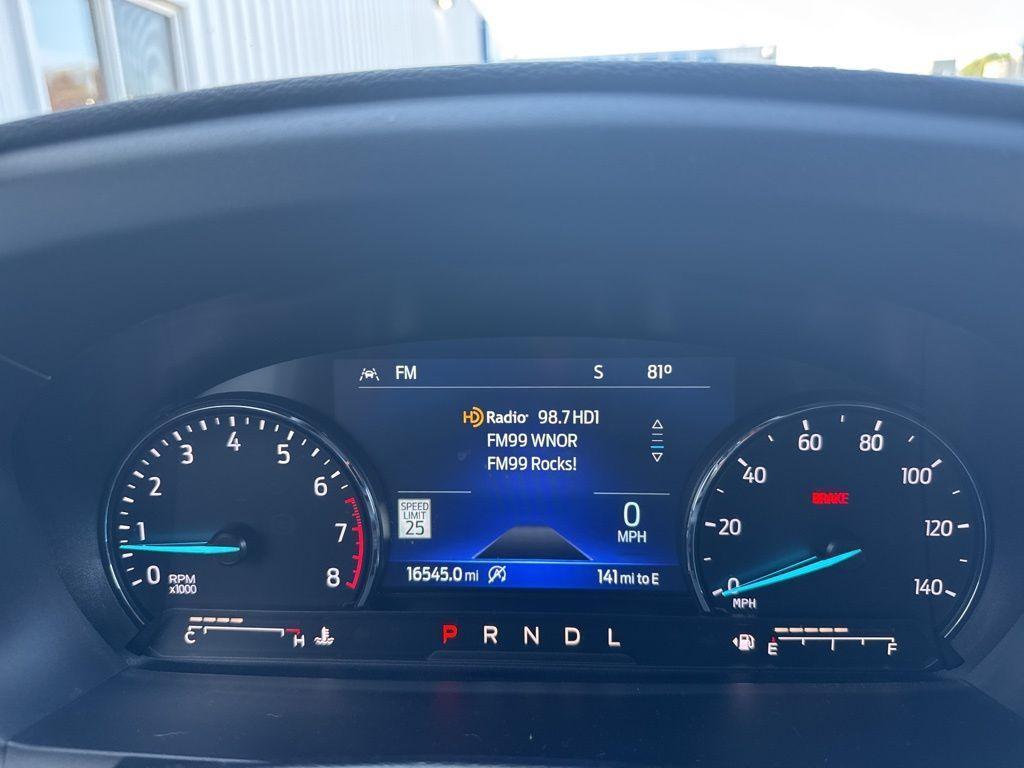 FM S 81°
HD Radio 98.7 HD1
FM99 WNOR
FM99 Rocks!
SPEED
LIMIT
25
0
MPH
16545.0 mi 141 mi to E
0 1 2 3 4 5 6 7 8
RPM
x1000
0 20 40 60 80 100 120 140
MPH
BRAKE
C H
P R N D L
E F